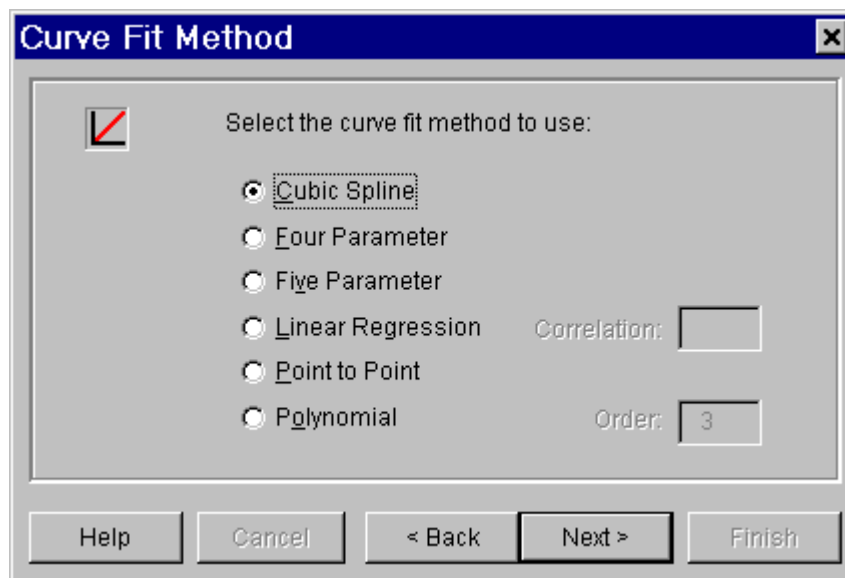 Curve Fit Method
Select the curve fit method to use:
Cubic Spline
Four Parameter
Five Parameter
Linear Regression Correlation:
Point to Point
Polynomial Order: 3
Help Cancel < Back Next > Finish